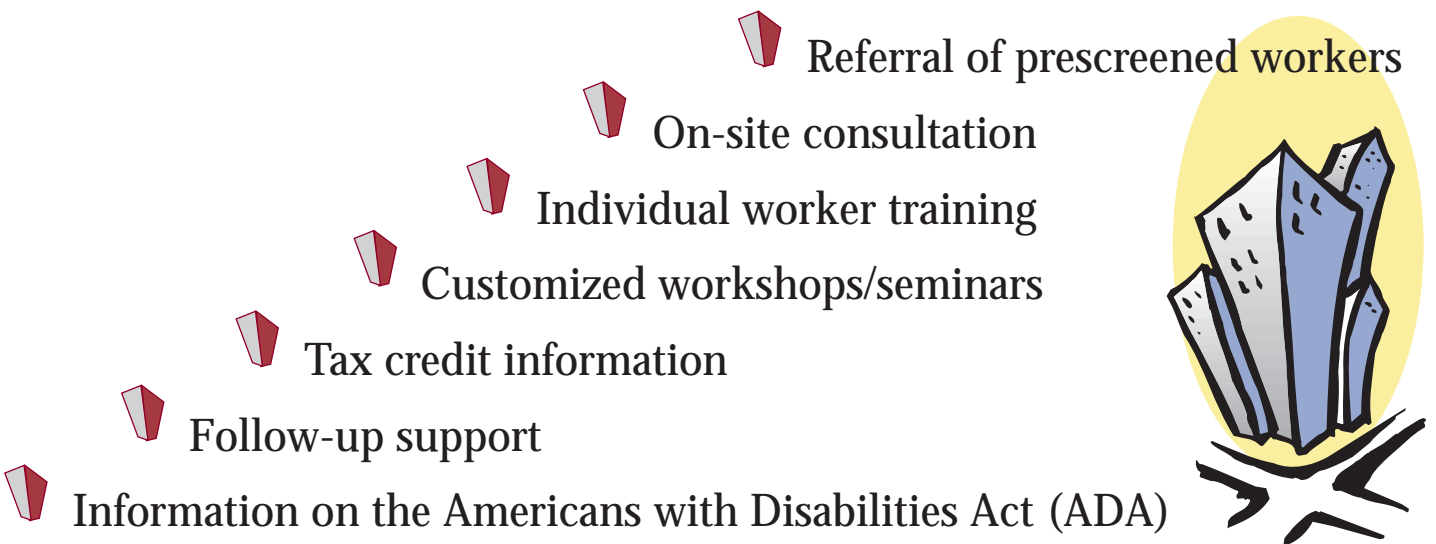 Referral of prescreened workers
On-site consultation
Individual worker training
Customized workshops/seminars
Tax credit information
Follow-up support
Information on the Americans with Disabilities Act (ADA)